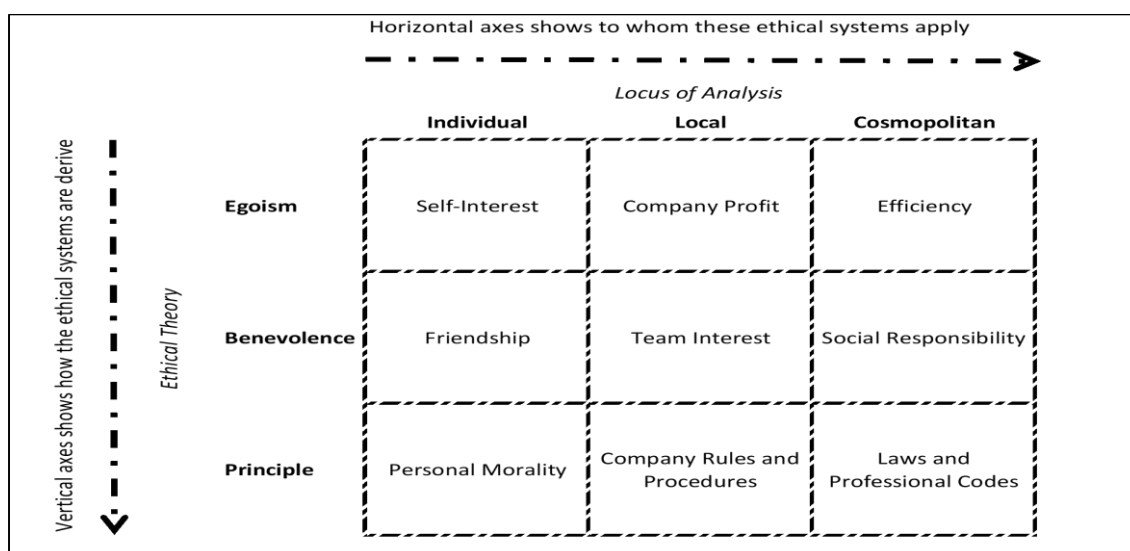 Horizontal axes shows to whom these ethical systems apply
Locus of Analysis
Individual Local Cosmopolitan
Vertical axes shows how the ethical systems are derive
Ethical Theory
Egoism Self-Interest Company Profit Efficiency
Benevolence Friendship Team Interest Social Responsibility
Principle Personal Morality Company Rules and Procedures Laws and Professional Codes